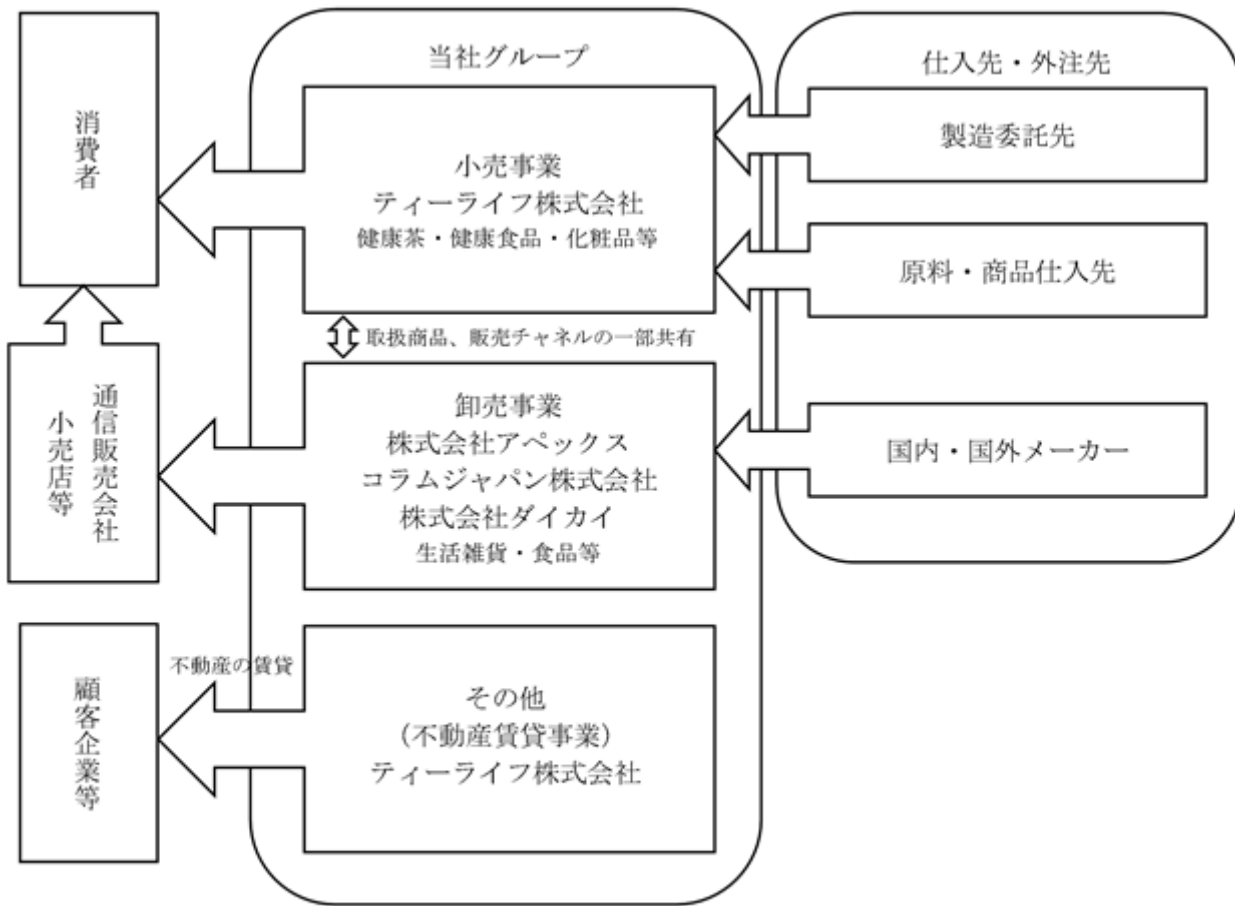 消費者
通信販売会社
小売店等
顧客企業等
不動産の賃貸
当社グループ
小売事業
ティーライフ株式会社
健康茶・健康食品・化粧品等
取扱商品、販売チャネルの一部共有
卸売事業
株式会社アペックス
コラムジャパン株式会社
株式会社ダイカイ
生活雑貨・食品等
その他
（不動産賃貸事業）
ティーライフ株式会社
仕入先・外注先
製造委託先
原料・商品仕入先
国内・国外メーカー